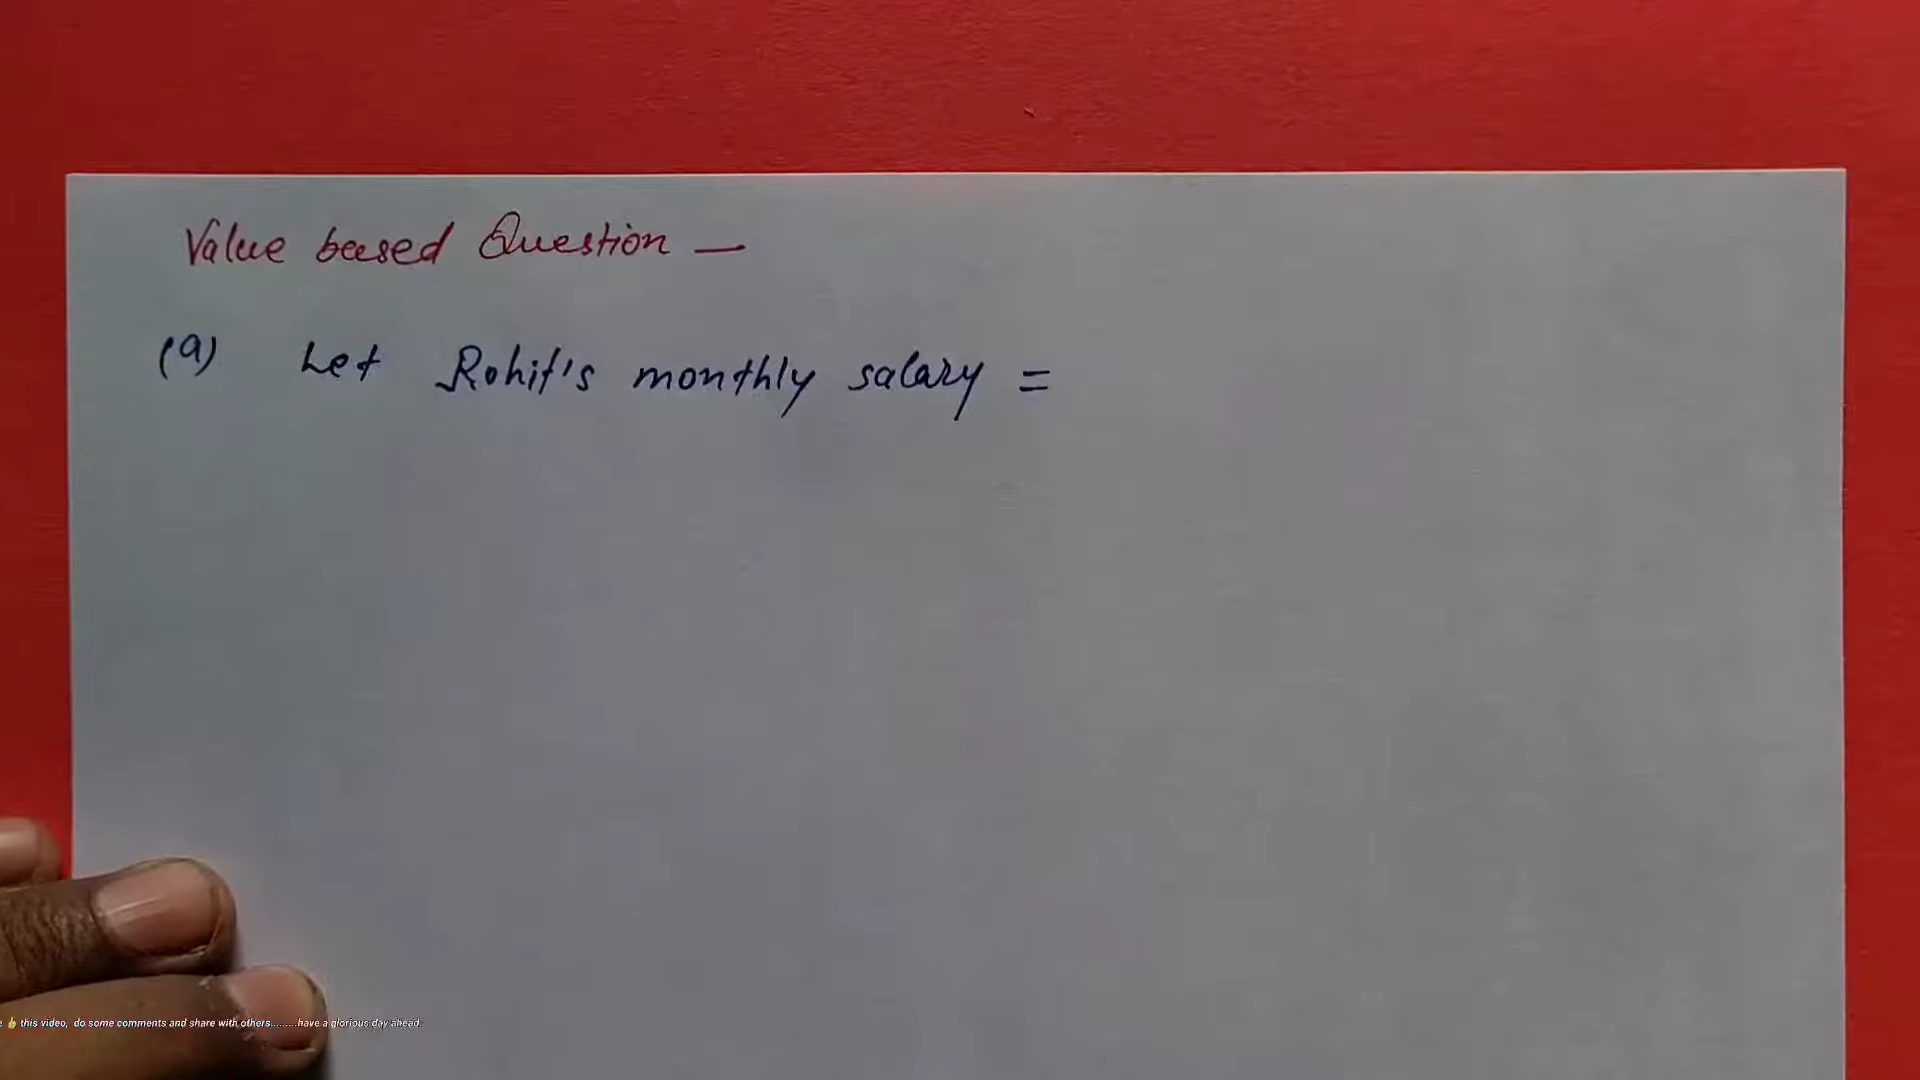 Value based Question —
(a) Let Rohit's monthly salary =
👍 this video, do some comments and share with others.........have a glorious day ahead.